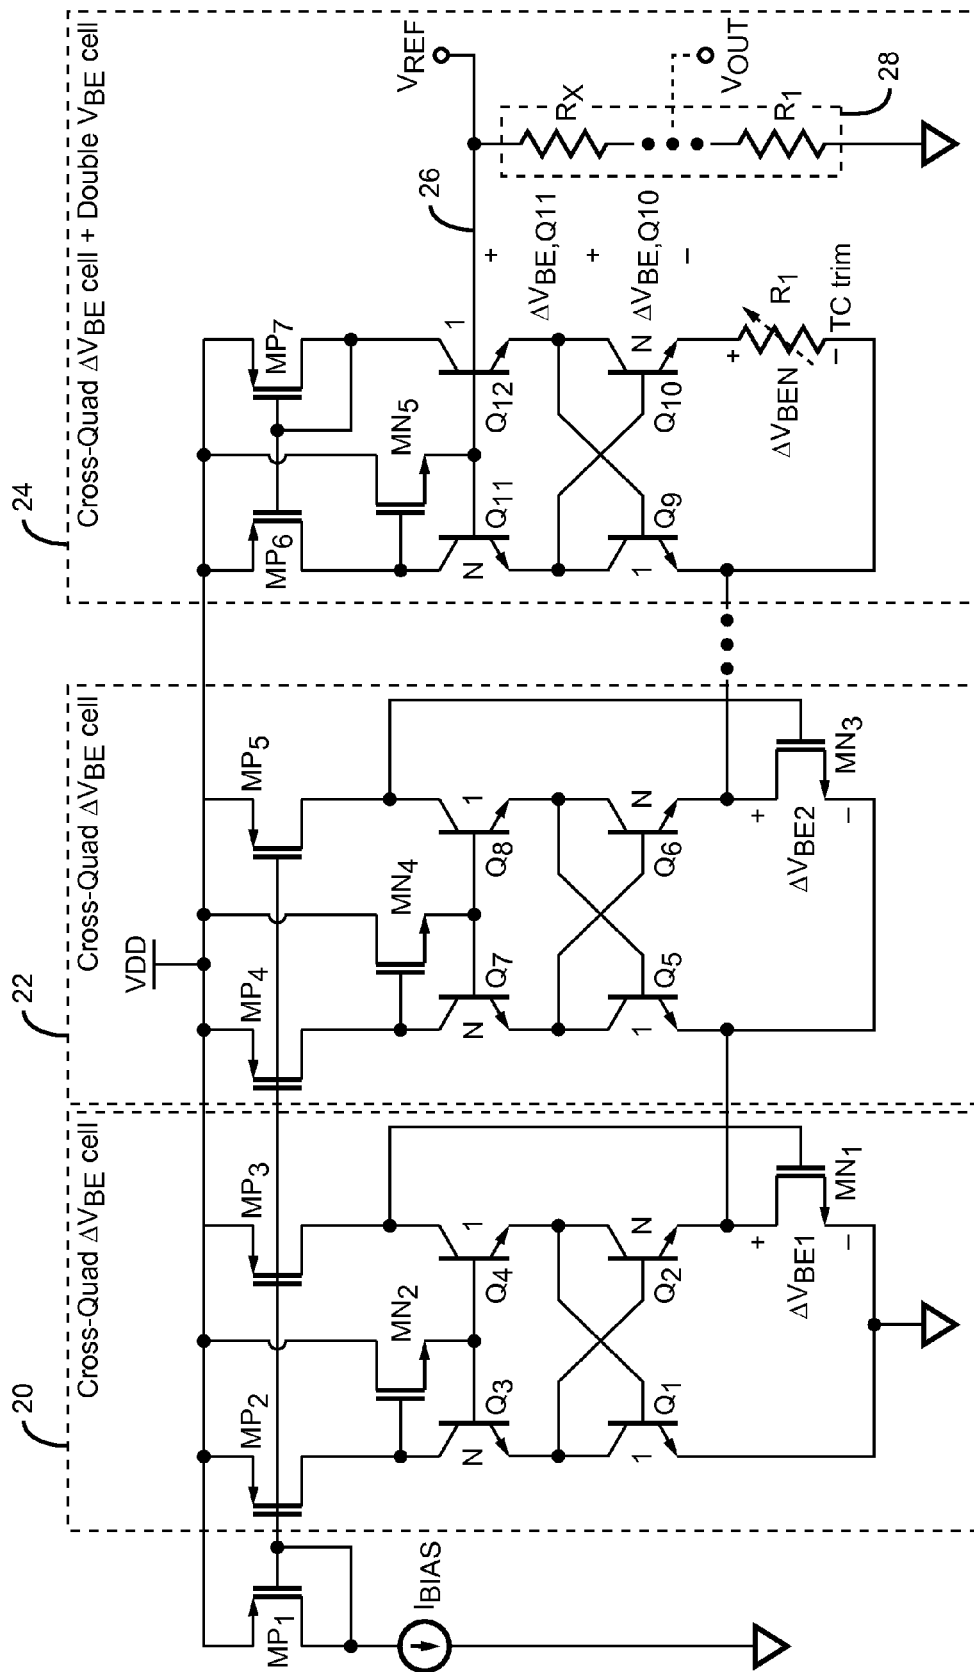 20
Cross-Quad ΔVBE cell
22
Cross-Quad ΔVBE cell
24
Cross-Quad ΔVBE cell + Double VBE cell
VDD
MP1
IBIAS
MP2
MP3
MN2
Q3
N
Q4
1
Q1
1
Q2
N
+
ΔVBE1
–
MN1
MP4
MP5
MN4
Q7
N
Q8
1
Q5
1
Q6
N
+
ΔVBE2
–
MN3
MP6
MP7
MN5
Q11
N
Q12
1
Q9
1
Q10
N
+
ΔVBEN
–
R1
TC trim
26
+
ΔVBE,Q11
+
ΔVBE,Q10
–
VREF
RX
R1
VOUT
28